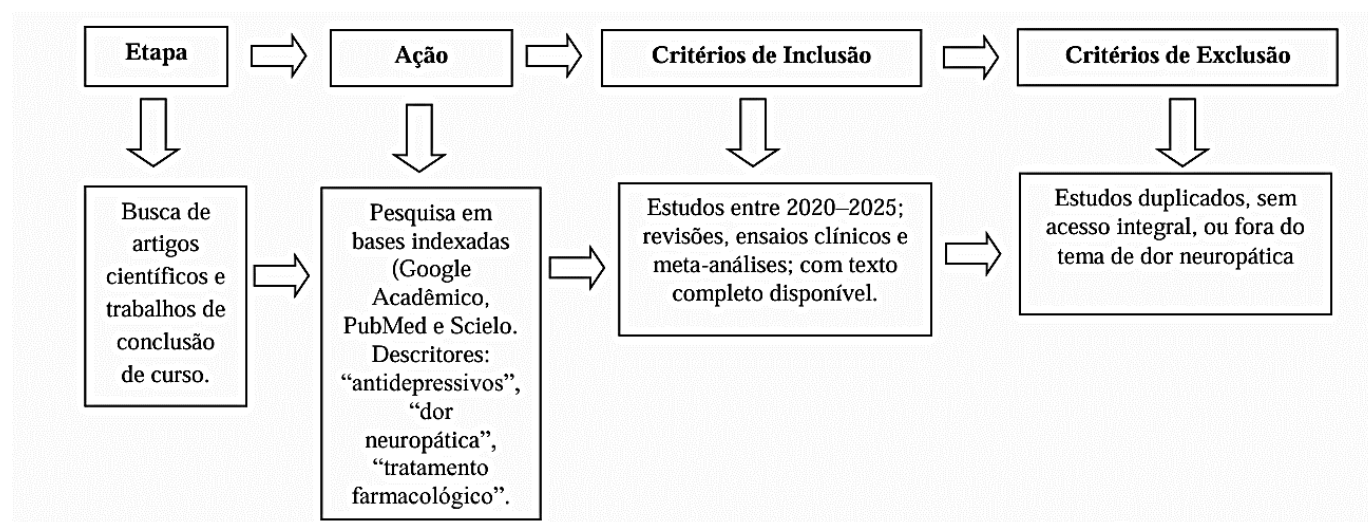 Etapa
Ação
Critérios de Inclusão
Critérios de Exclusão
Busca de
artigos
científicos e
trabalhos de
conclusão
de curso.
Pesquisa em
bases indexadas
(Google
Acadêmico,
PubMed e Scielo.
Descritores:
“antidepressivos”,
“dor
neuropática”,
“tratamento
farmacológico”.
Estudos entre 2020–2025;
revisões, ensaios clínicos e
meta-análises; com texto
completo disponível.
Estudos duplicados, sem
acesso integral, ou fora do
tema de dor neuropática